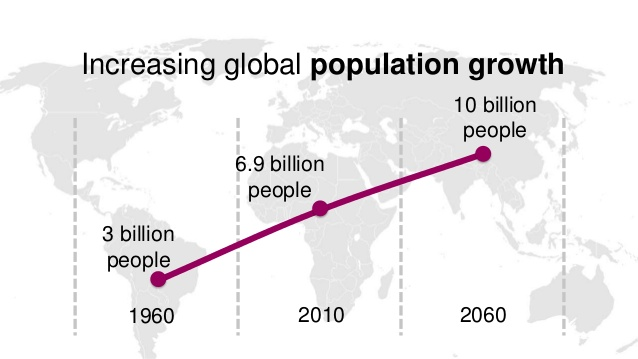 Increasing global population growth
10 billion
people
6.9 billion
people
3 billion
people
1960
2010
2060